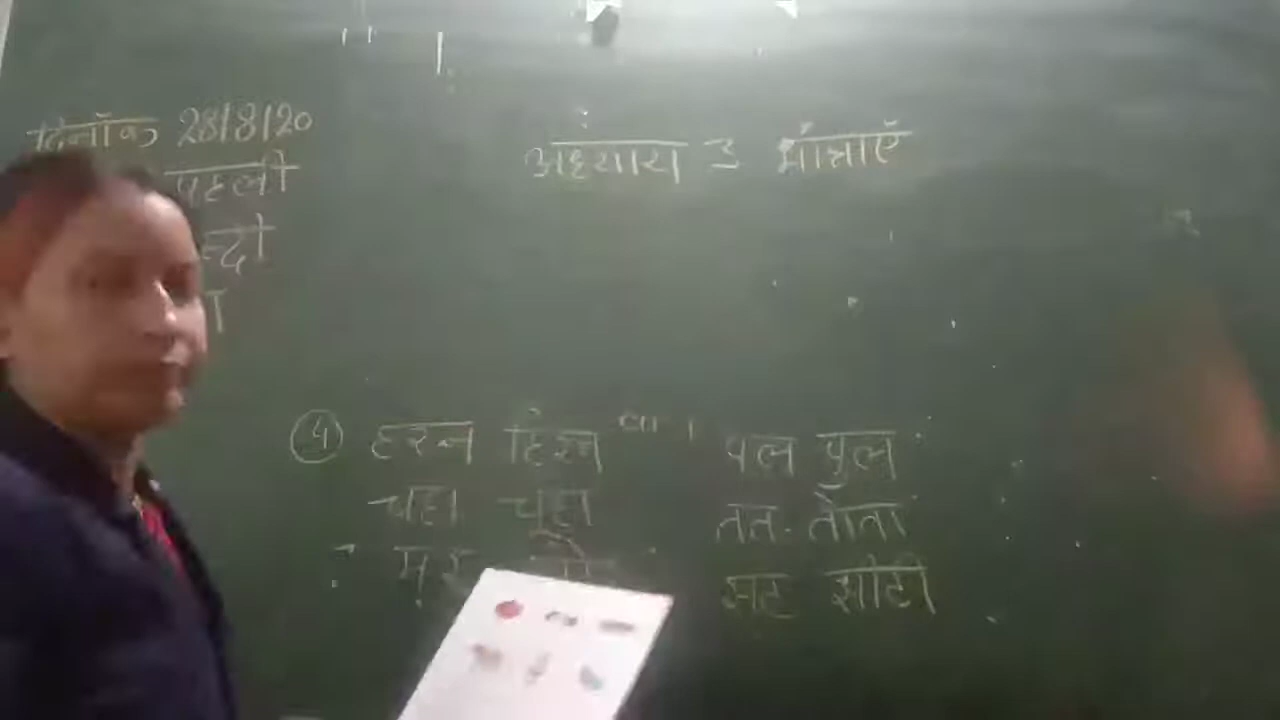 दिनाँक 28/8/20
अध्याय 3 मात्राएँ
पहली
न्दी
4 हरन हिरन पल पुल
चहा चूहा तत- तोता
सट सीटी